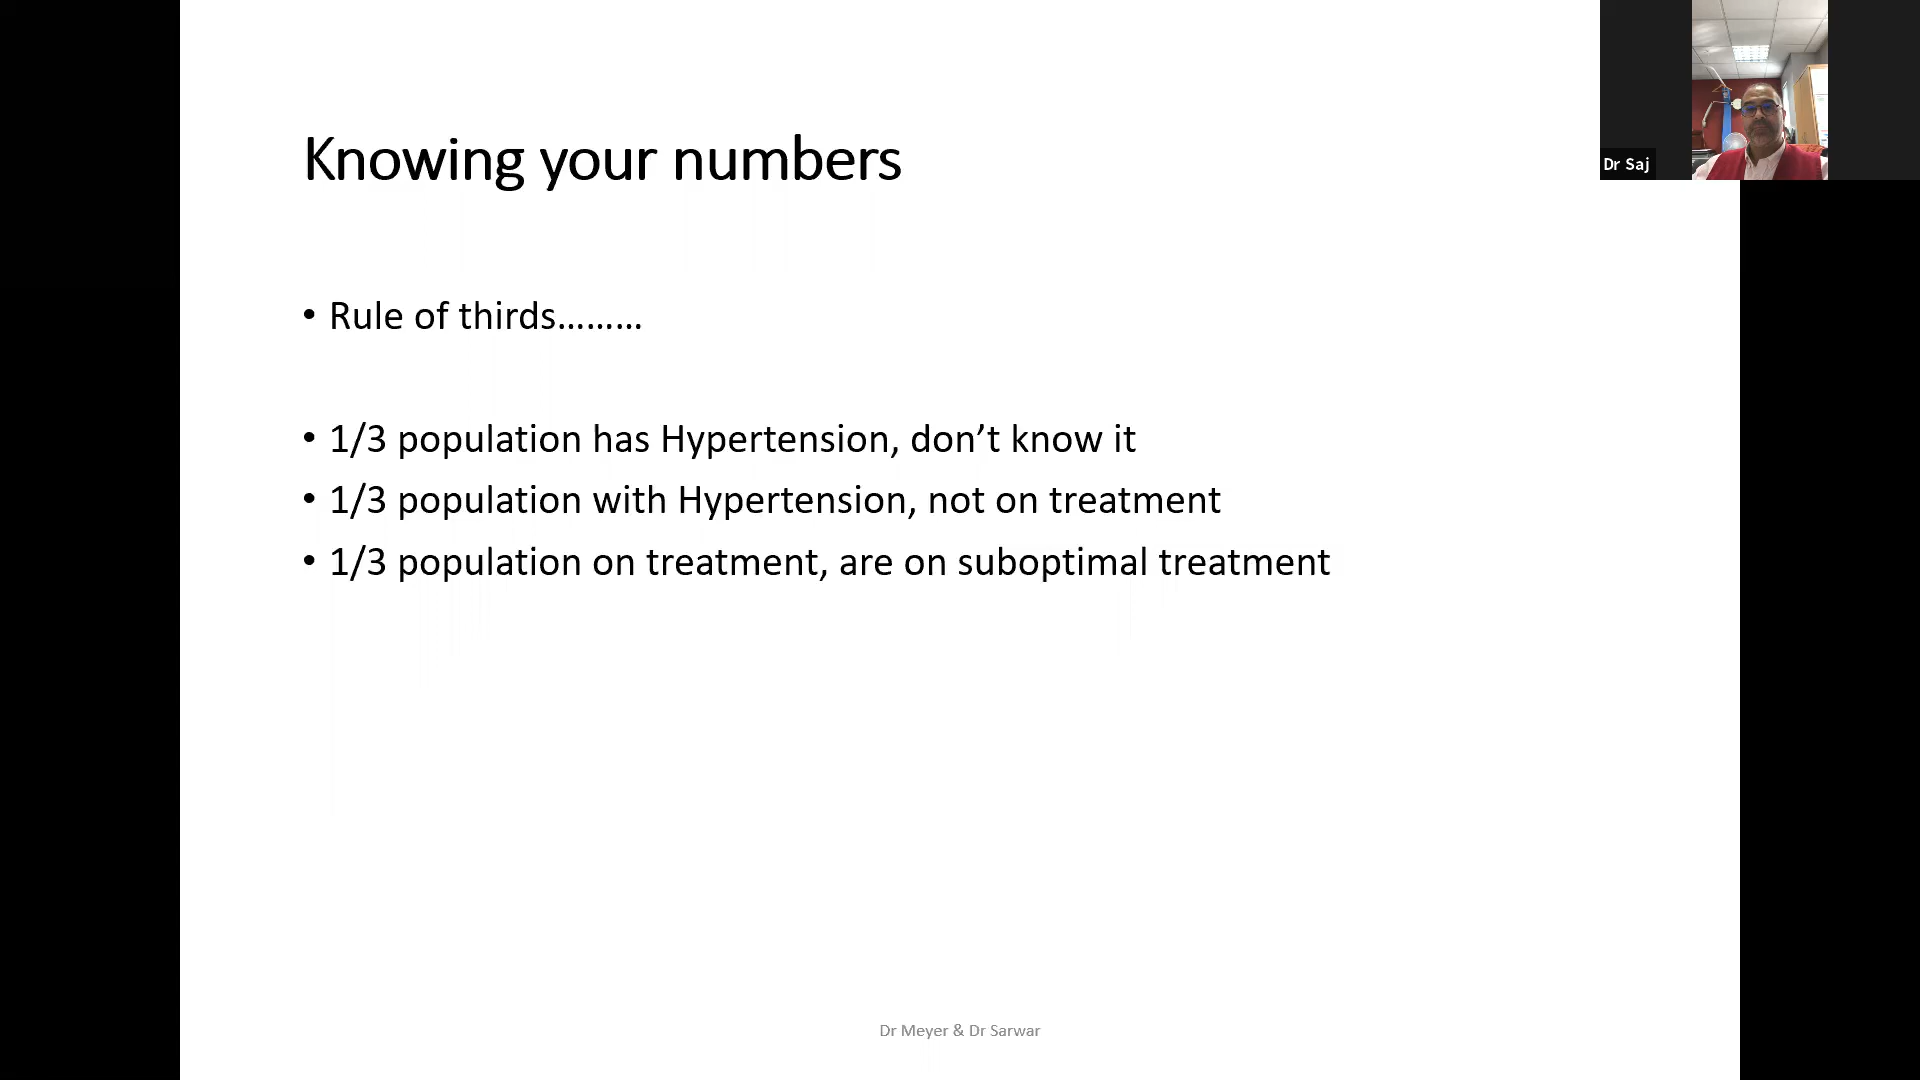 Knowing your numbers
Dr Saj
• Rule of thirds.........
• 1/3 population has Hypertension, don’t know it
• 1/3 population with Hypertension, not on treatment
• 1/3 population on treatment, are on suboptimal treatment
Dr Meyer & Dr Sarwar